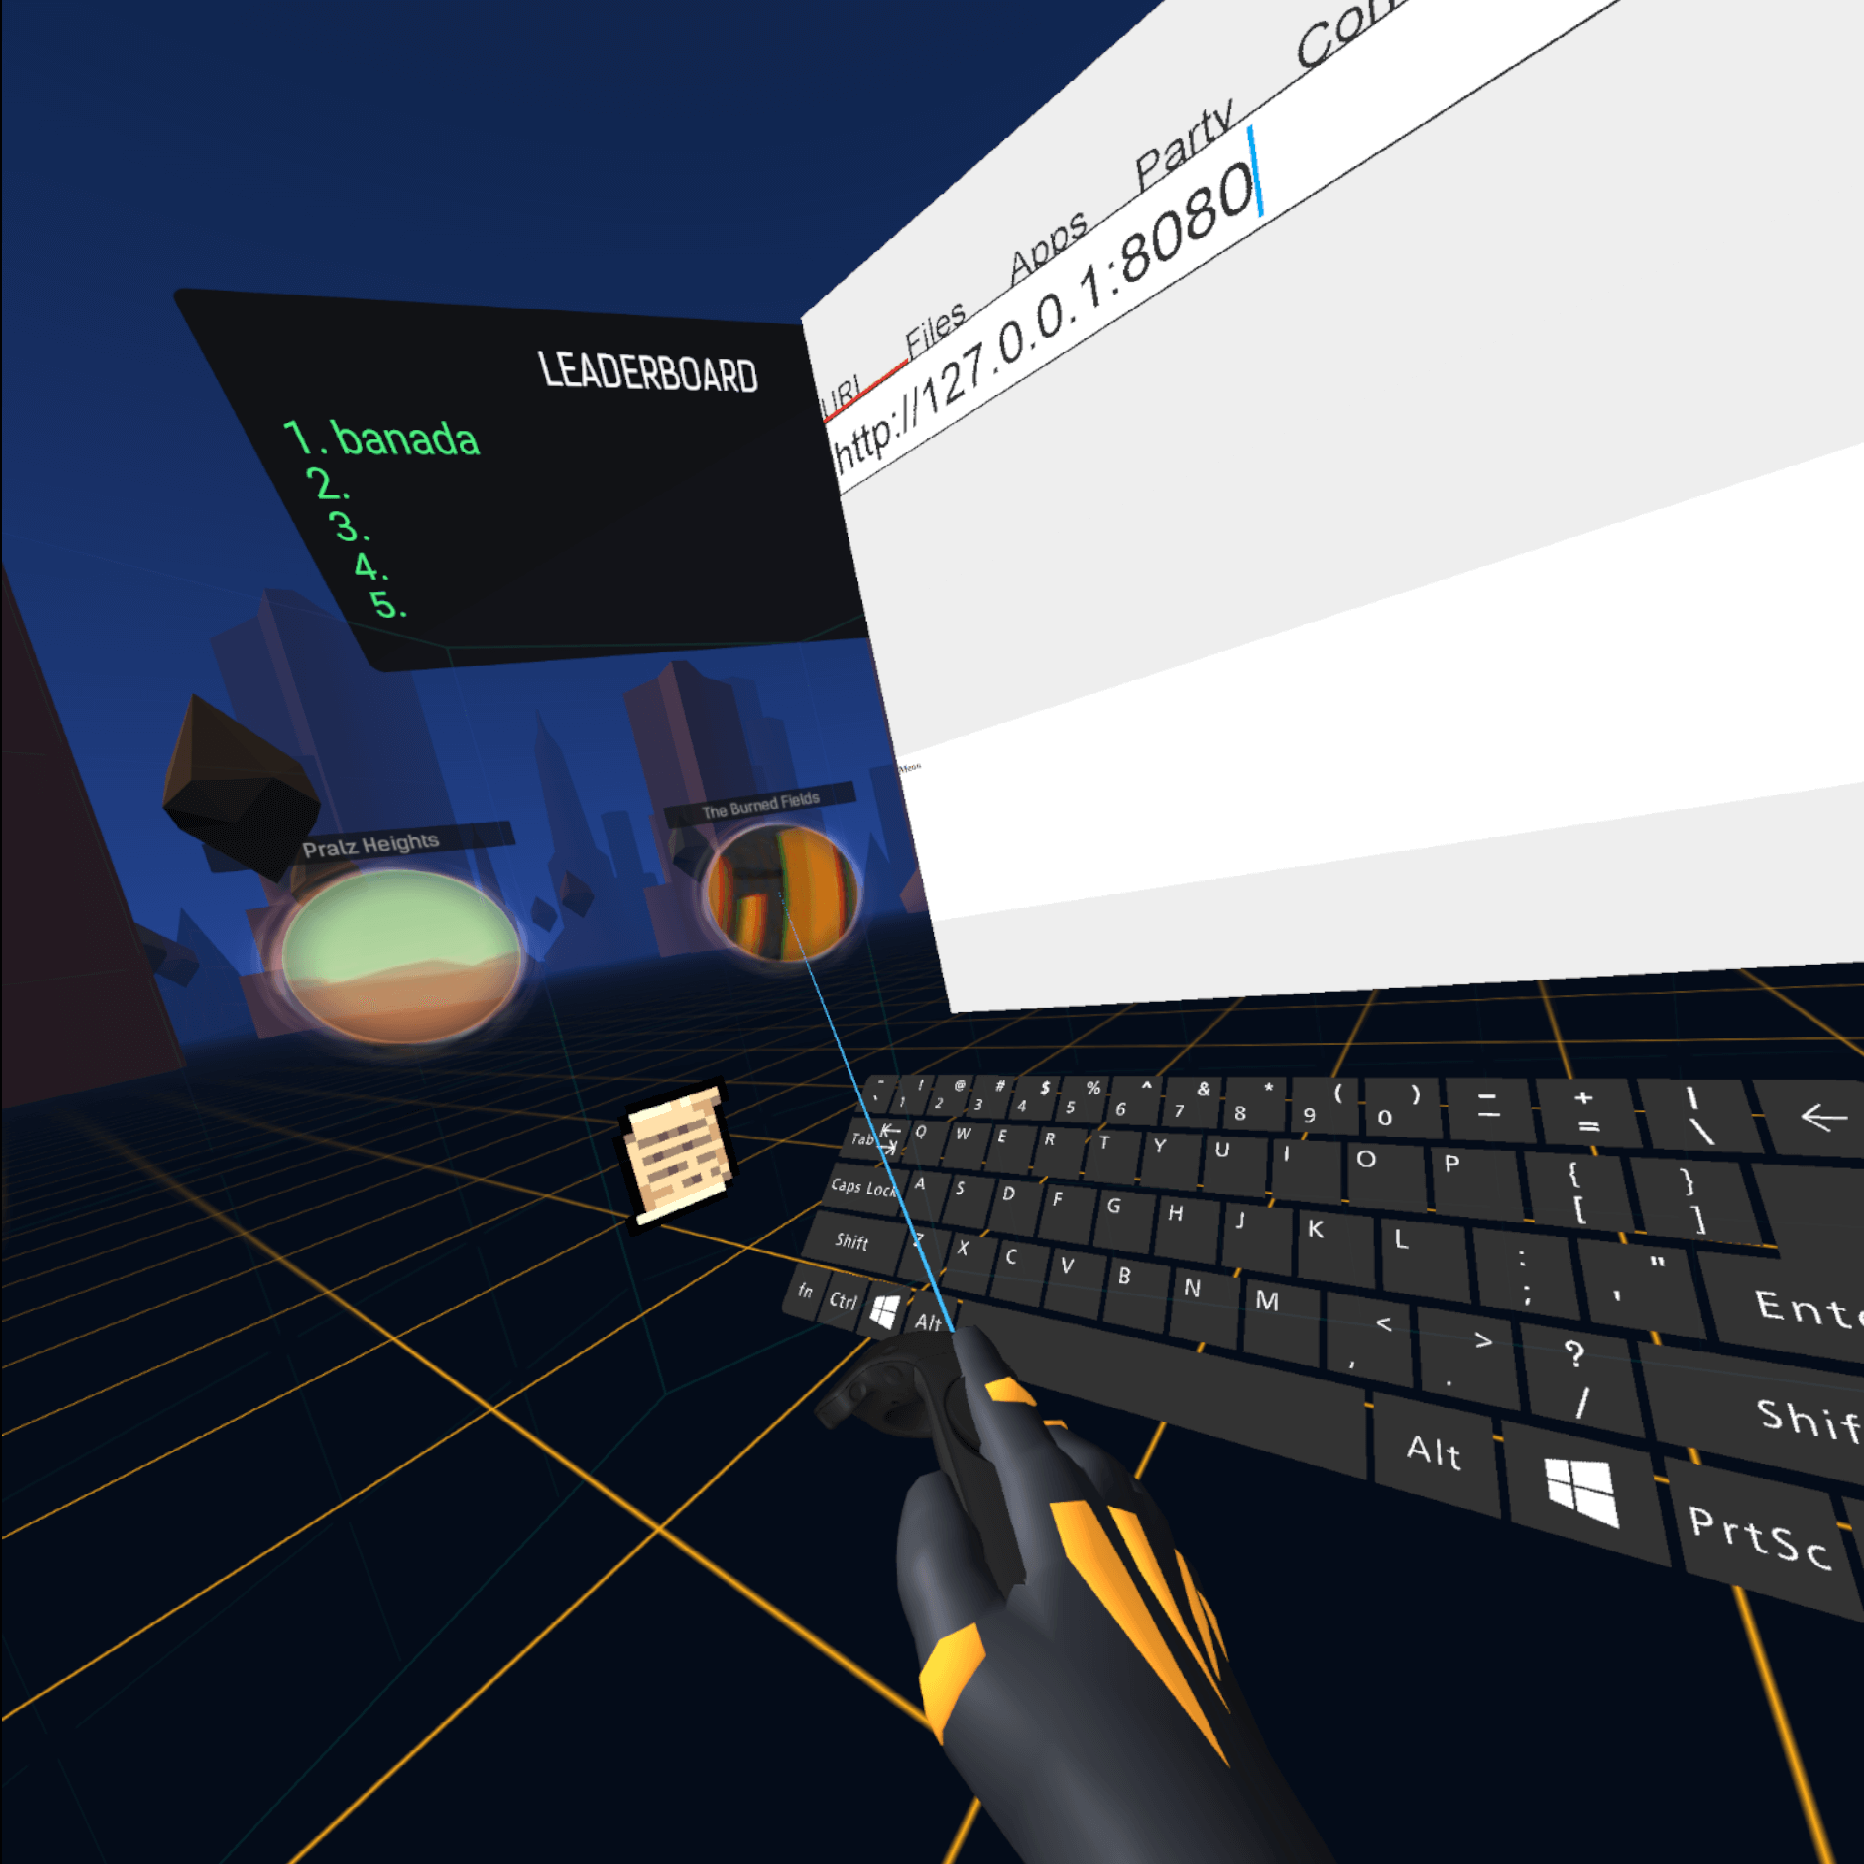 Party
Apps
Files
URL
http://127.0.0.1:8080
LEADERBOARD
1. banada
2.
3.
4.
5.
Menu
The Burned Fields
Pralz Heights
~ ! @ # $ % ^ & * ( ) — + |
` 1 2 3 4 5 6 7 8 9 0 – = \ ←
Tab Q W E R T Y U I O P { [ } ]
Caps Lock A S D F G H J K L : ; " '
Shift Z X C V B N M < , > . ? /
fn Ctrl Alt Alt PrtSc